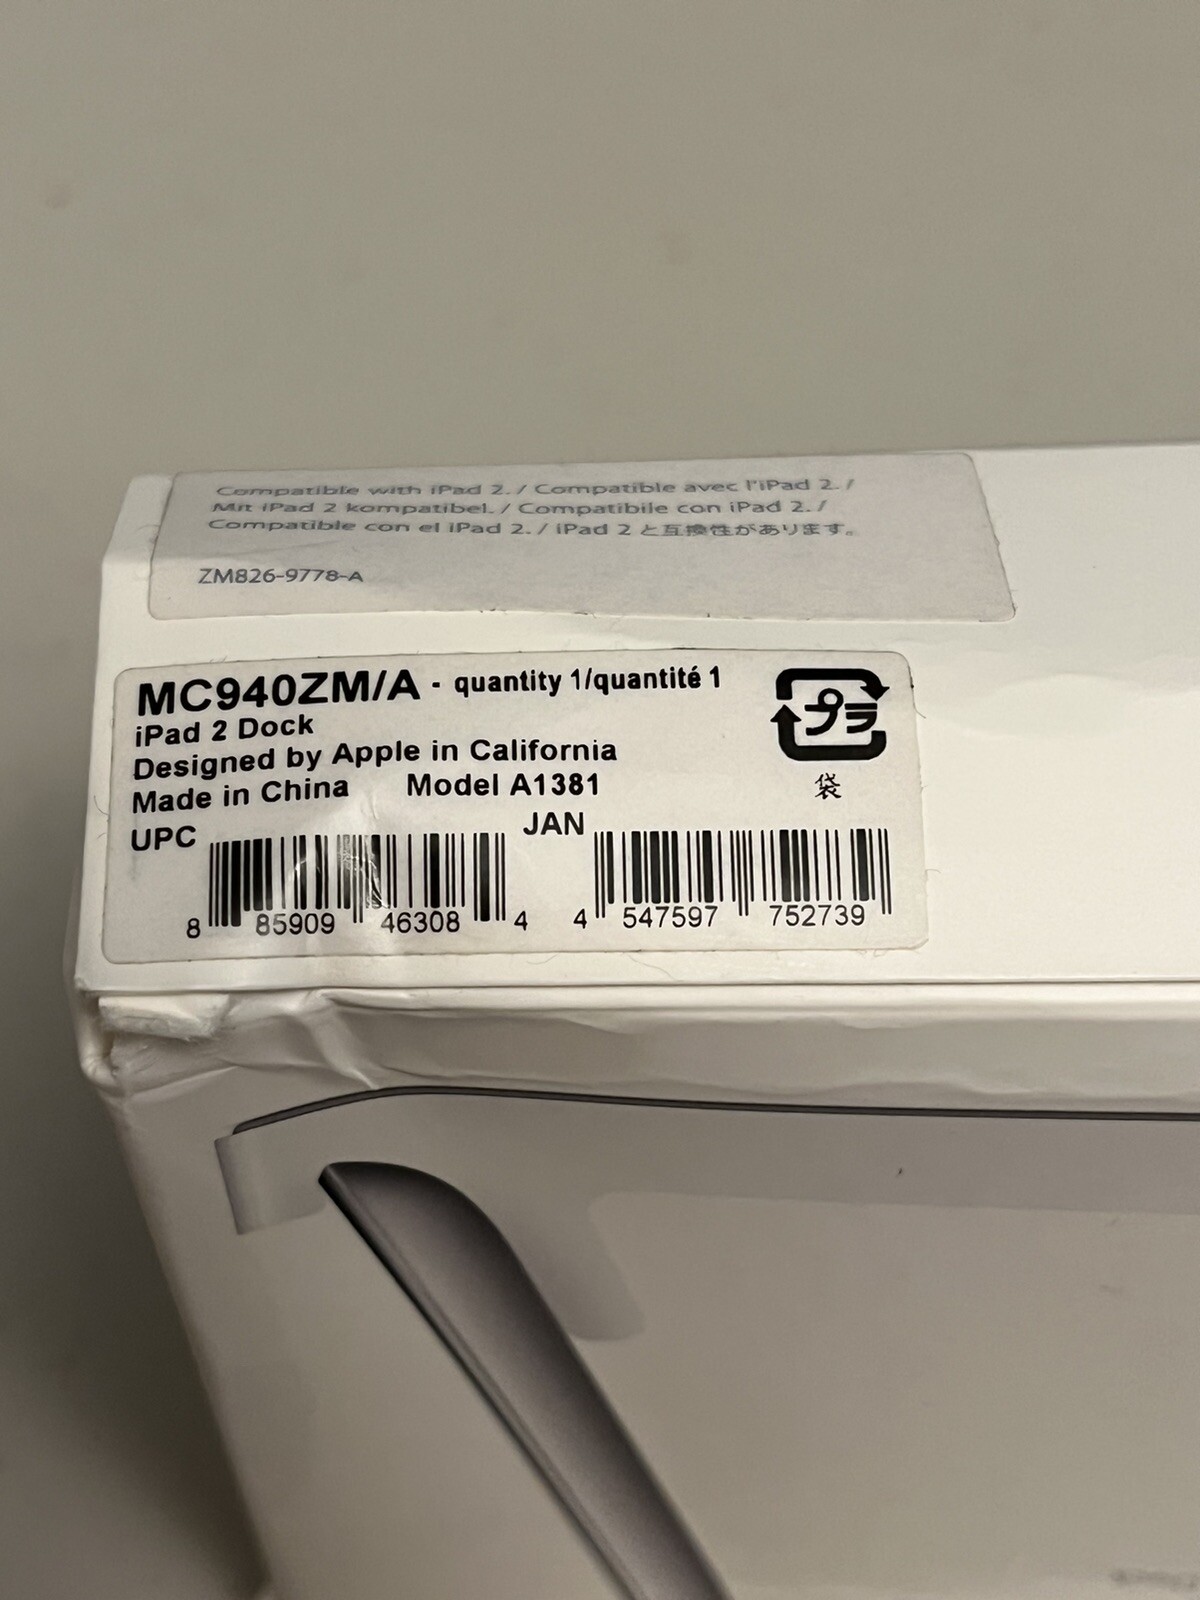 Compatible with iPad 2. / Compatible avec l'iPad 2. /
Mit iPad 2 kompatibel. / Compatibile con iPad 2. /
Compatible con el iPad 2. / iPad 2 と互換性があります。
ZM826-9778-A
MC940ZM/A - quantity 1/quantité 1
iPad 2 Dock
Designed by Apple in California
Made in China Model A1381
プラ
袋
UPC JAN
8 85909 46308 4 4 547597 752739